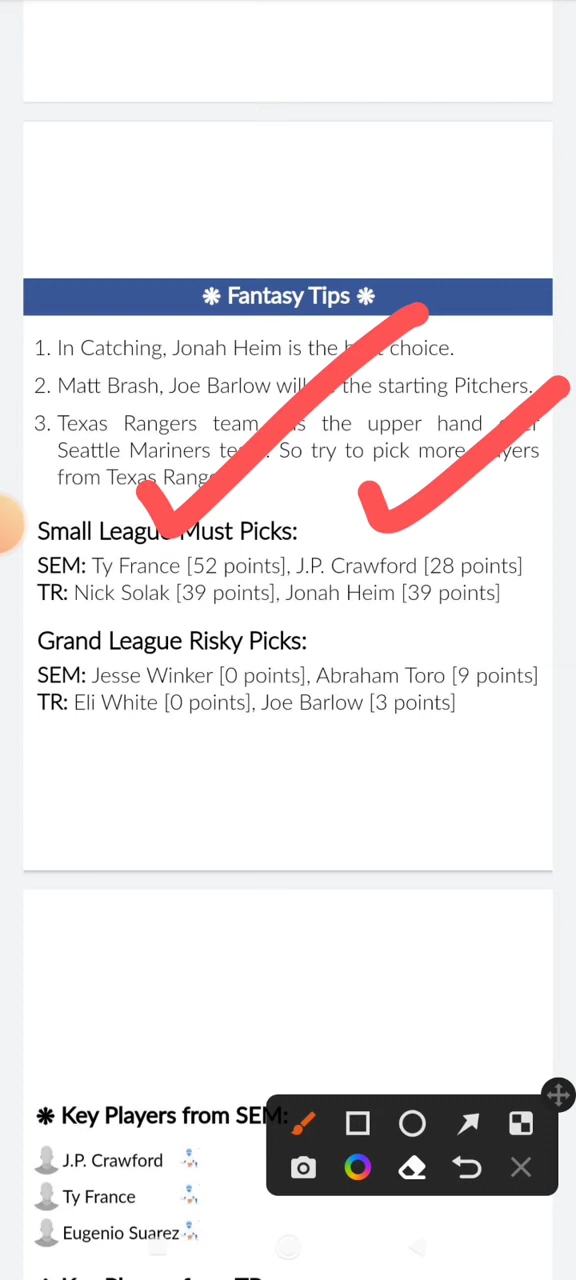 ❋ Fantasy Tips ❋
1. In Catching, Jonah Heim is the choice.
2. Matt Brash, Joe Barlow will the starting Pitchers.
3. Texas Rangers team the upper hand
Seattle Mariners So try to pick more
from Texas
Small League Must Picks:
SEM: Ty France [52 points], J.P. Crawford [28 points]
TR: Nick Solak [39 points], Jonah Heim [39 points]
Grand League Risky Picks:
SEM: Jesse Winker [0 points], Abraham Toro [9 points]
TR: Eli White [0 points], Joe Barlow [3 points]
❋ Key Players from SEM:
J.P. Crawford
Ty France
Eugenio Suarez